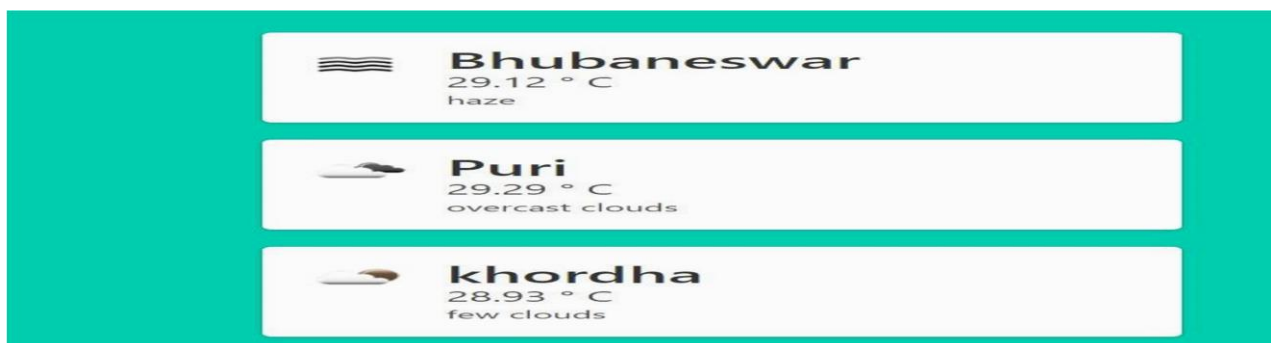 Bhubaneswar
29.12 ° C
haze
Puri
29.29 ° C
overcast clouds
khordha
28.93 ° C
few clouds